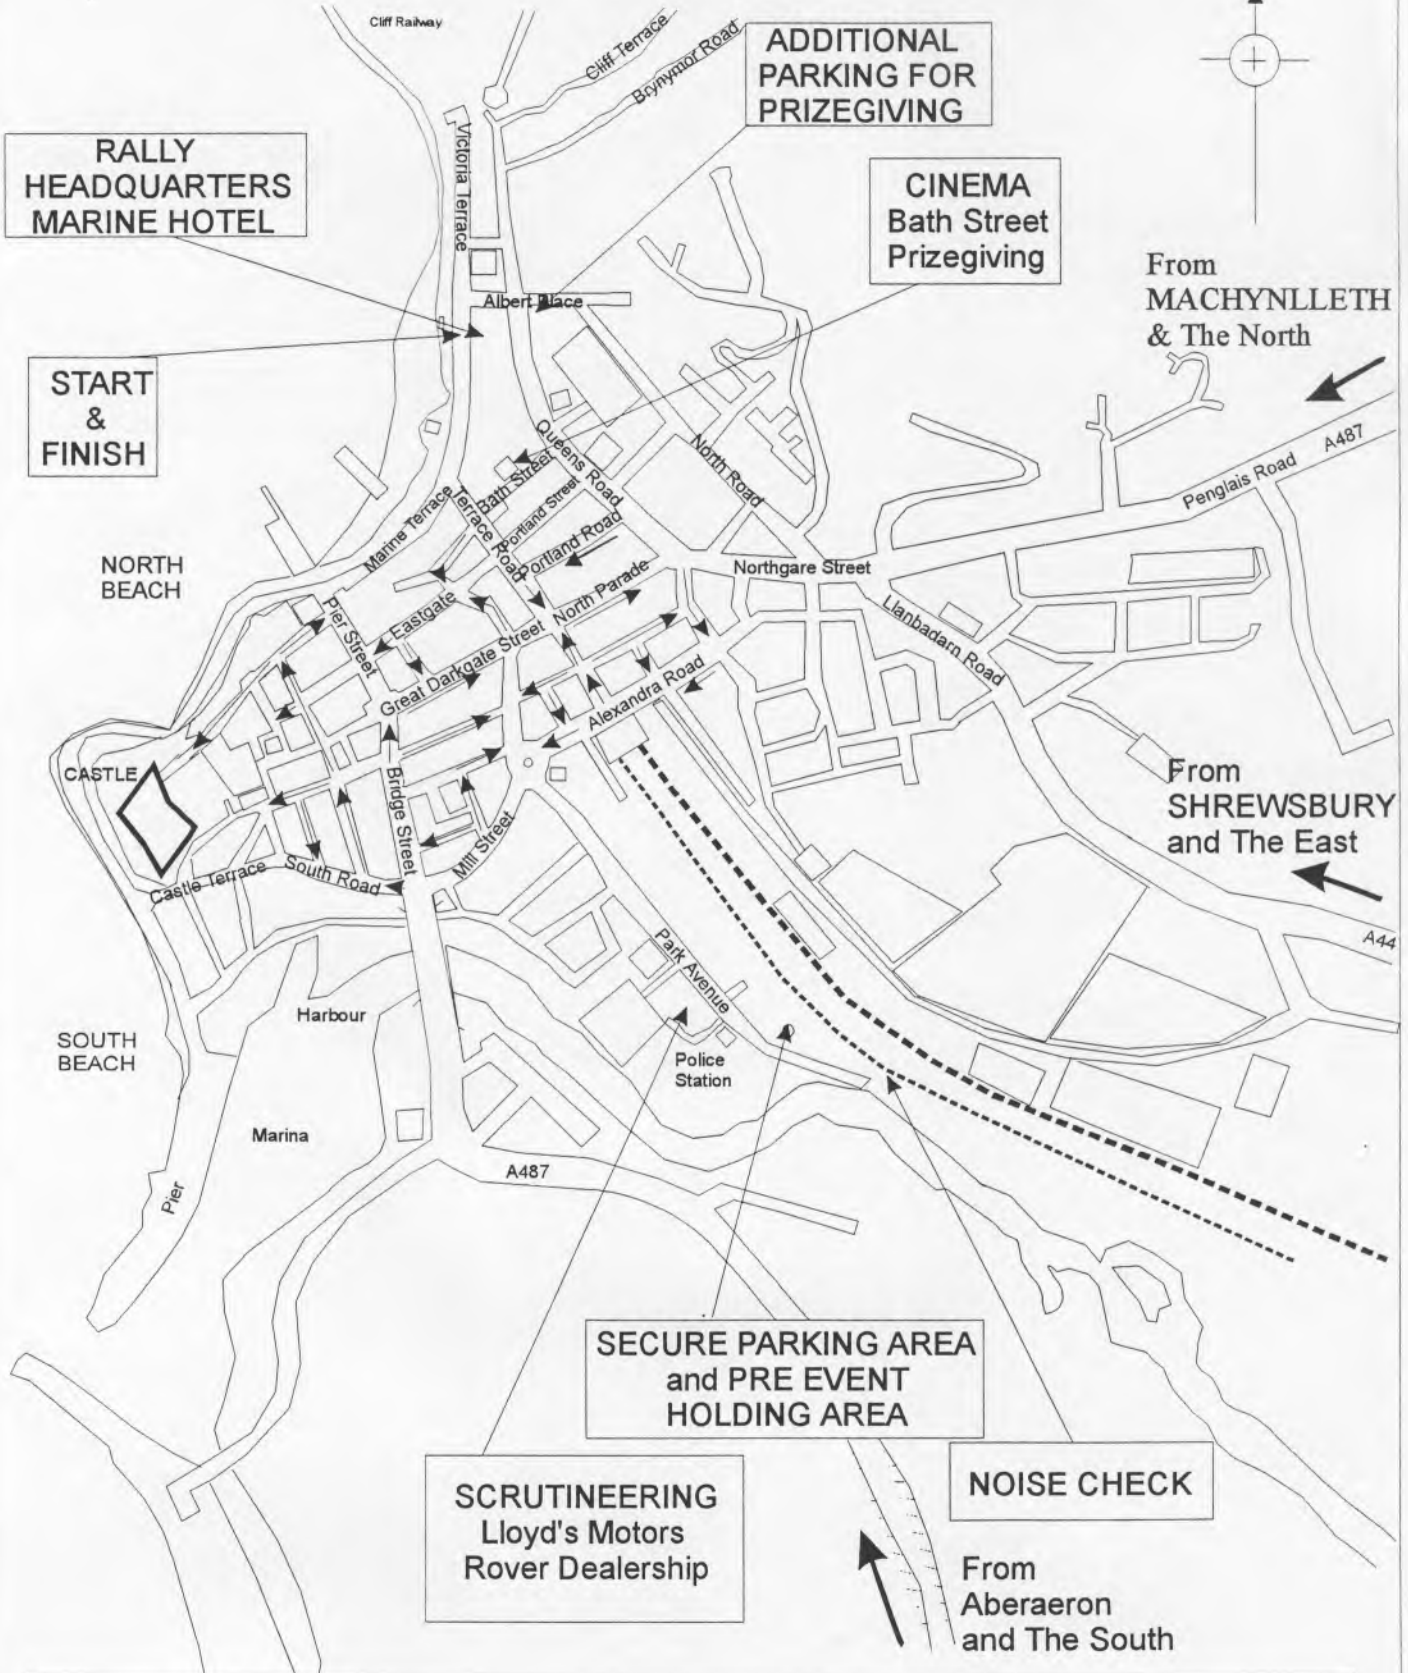 Cliff Railway
Cliff Terrace
Brynymor Road
ADDITIONAL
PARKING FOR
PRIZEGIVING
RALLY
HEADQUARTERS
MARINE HOTEL
Victoria Terrace
CINEMA
Bath Street
Prizegiving
From
MACHYNLLETH
& The North
Albert Place
START
&
FINISH
A487
Penglais Road
Queens Road
North Road
Bath Street
Portland Street
Terrace Road
Portland Road
Marine Terrace
NORTH
BEACH
Northgare Street
North Parade
Eastgate
Pier Street
Great Darkgate Street
Llanbadarn Road
Alexandra Road
CASTLE
Bridge Street
Mill Street
From
SHREWSBURY
and The East
Castle Terrace
South Road
A44
Park Avenue
Harbour
SOUTH
BEACH
Police
Station
Marina
A487
Pier
SECURE PARKING AREA
and PRE EVENT
HOLDING AREA
SCRUTINEERING
Lloyd's Motors
Rover Dealership
NOISE CHECK
From
Aberaeron
and The South